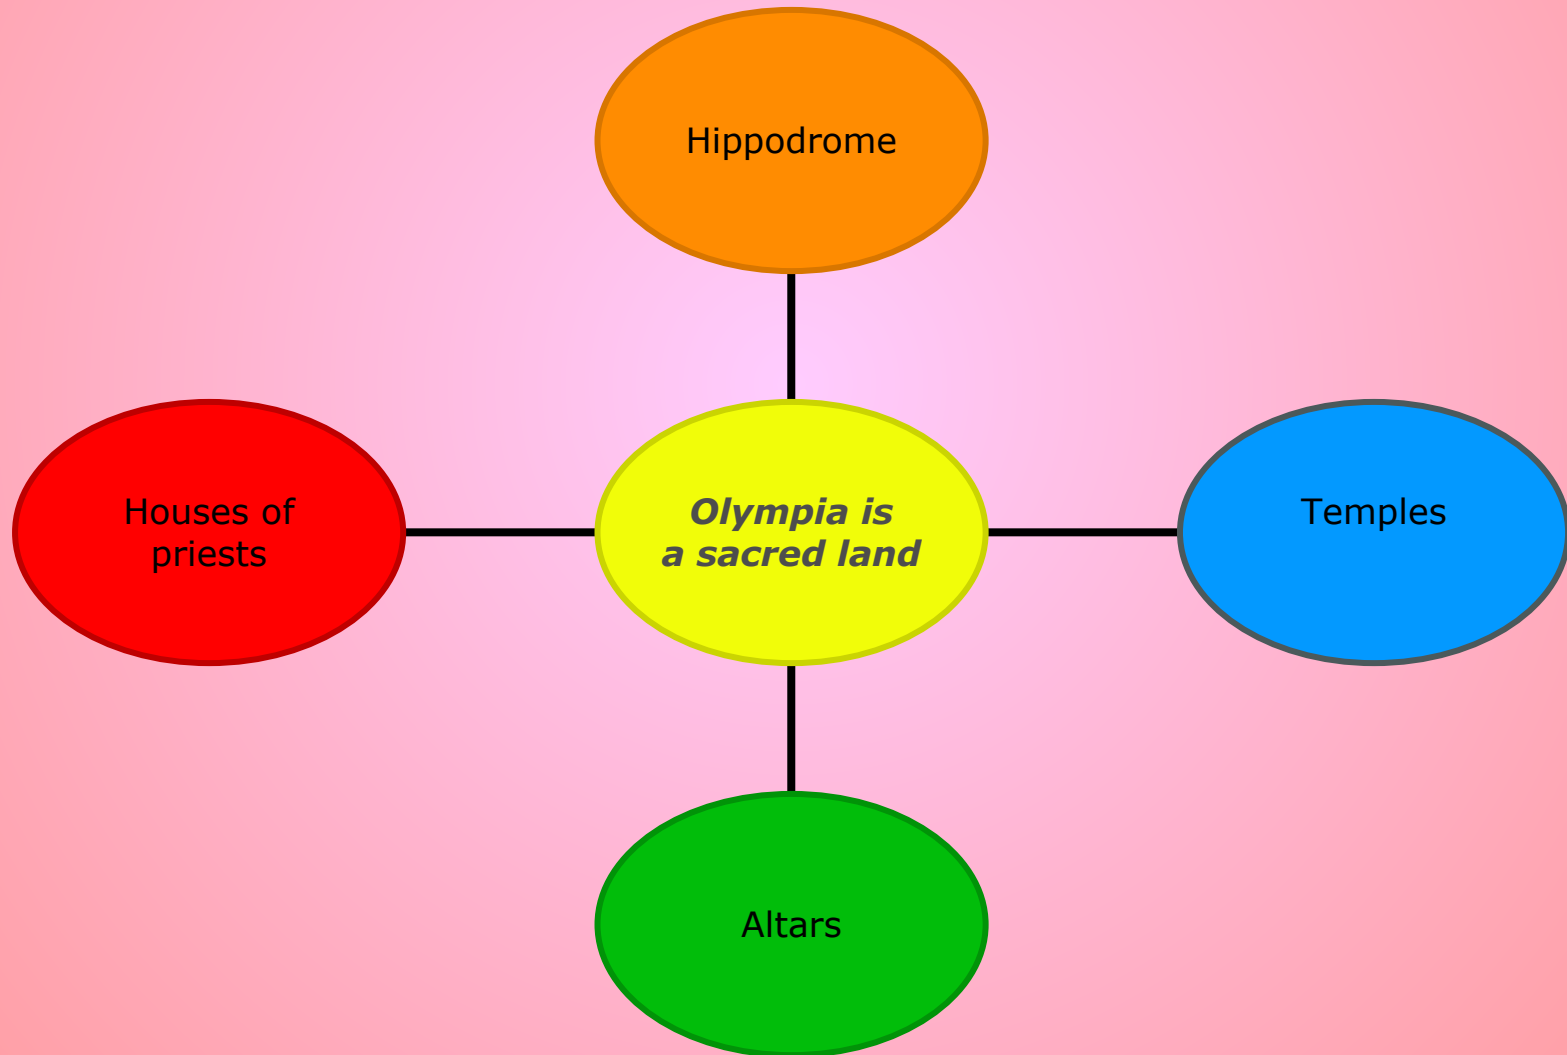 Hippodrome
Houses of
priests
Olympia is
a sacred land
Temples
Altars